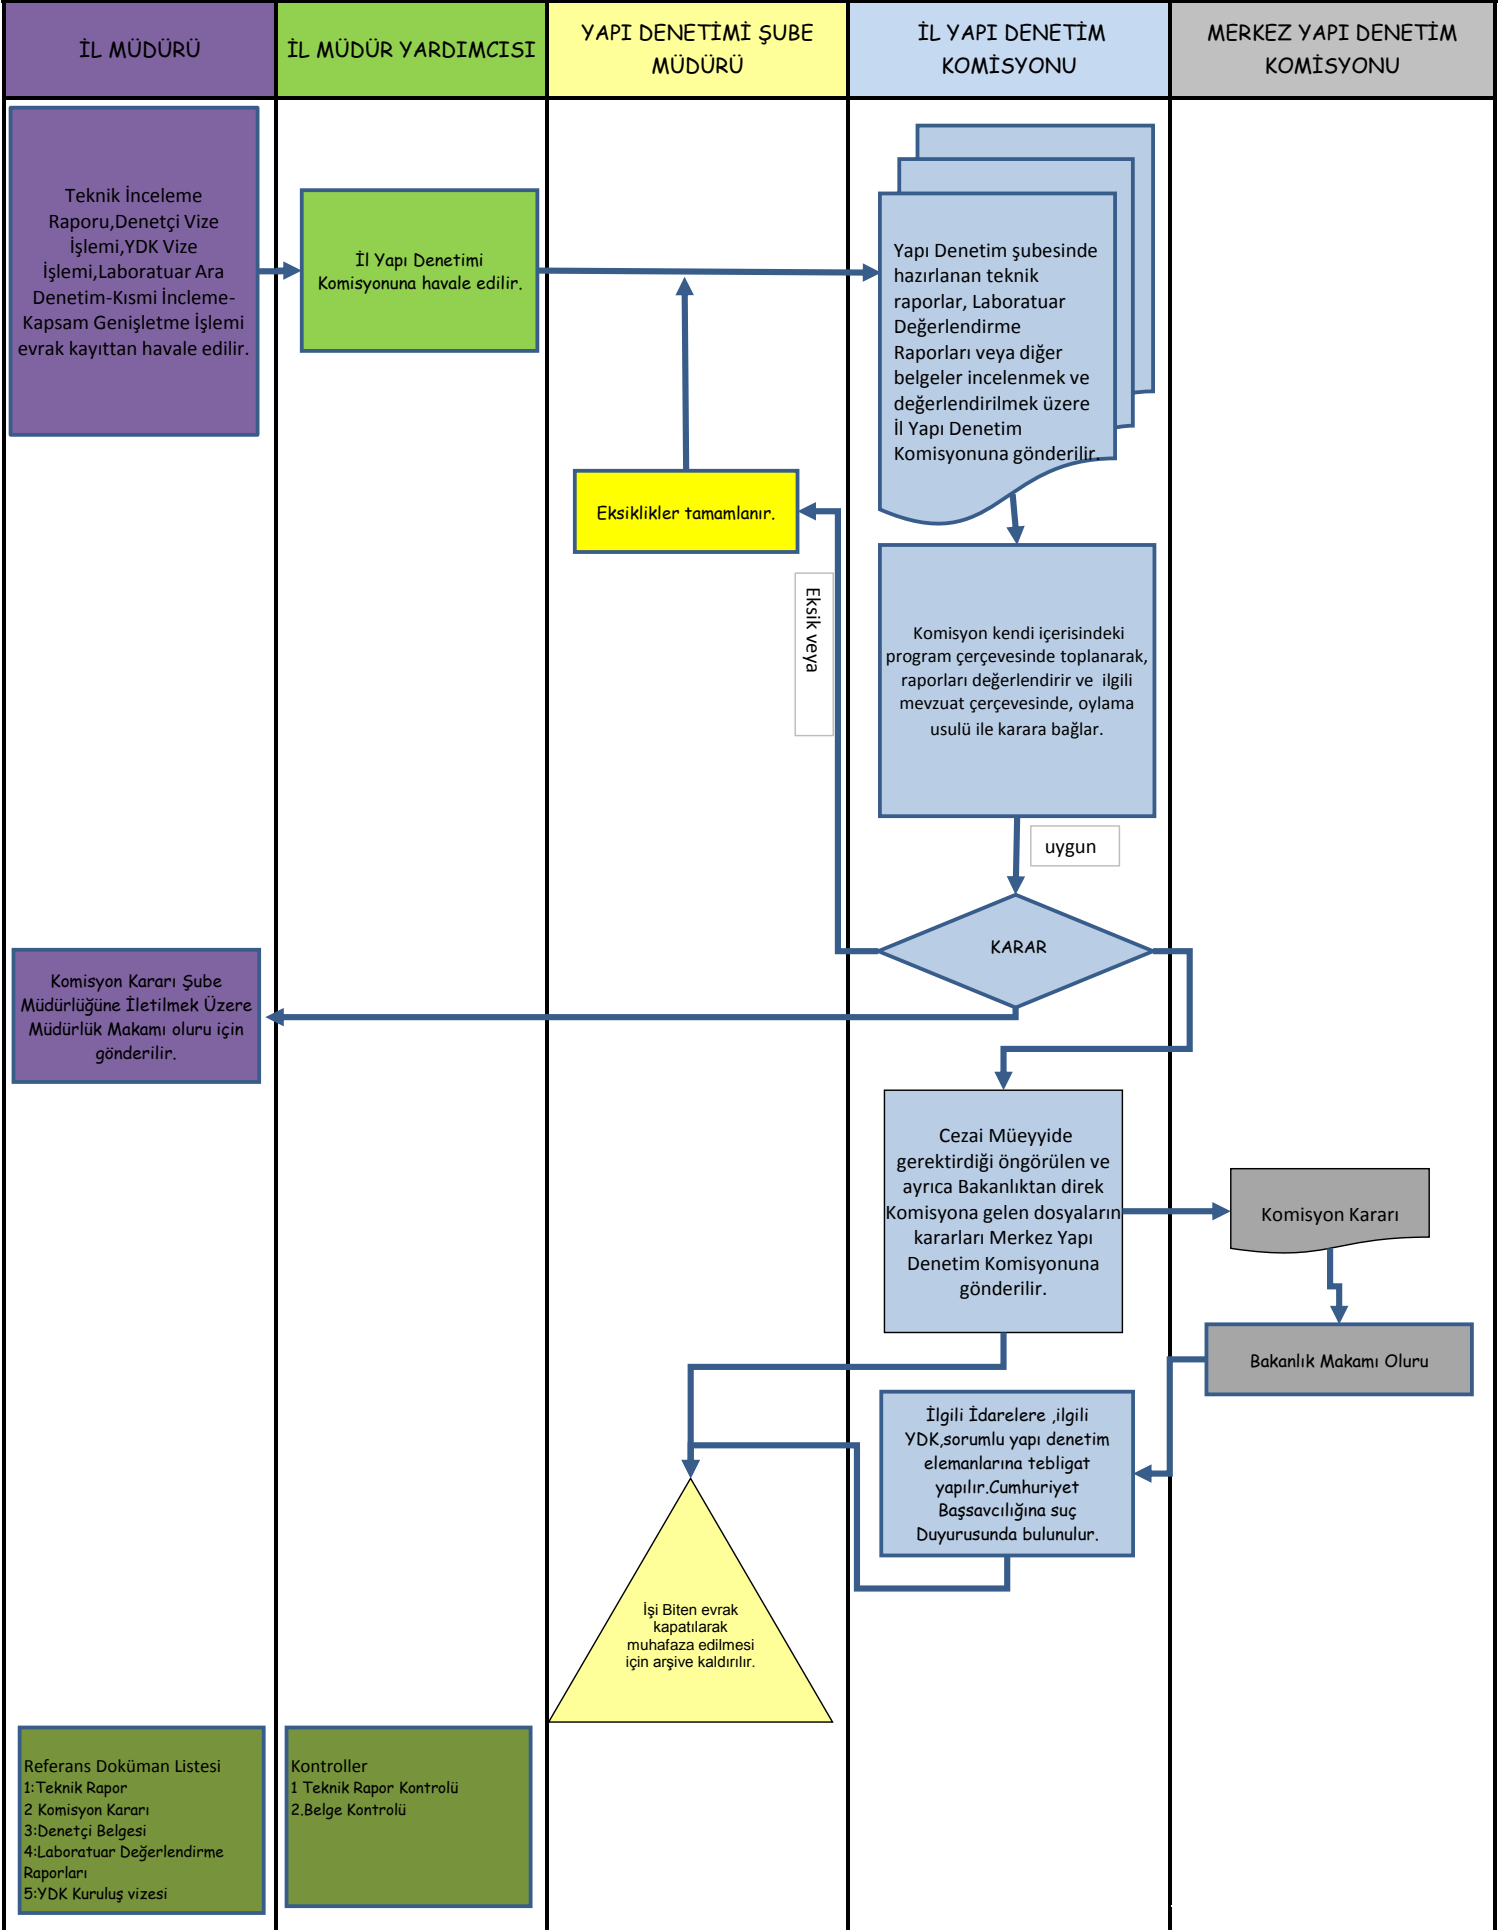 İL MÜDÜRÜ
İL MÜDÜR YARDIMCISI
YAPI DENETİMİ ŞUBE
MÜDÜRÜ
İL YAPI DENETİM
KOMİSYONU
MERKEZ YAPI DENETİM
KOMİSYONU
Teknik İnceleme
Raporu,Denetçi Vize
İşlemi,YDK Vize
İşlemi,Laboratuar Ara
Denetim-Kısmi İncleme-
Kapsam Genişletme İşlemi
evrak kayıttan havale edilir.
İl Yapı Denetimi
Komisyonuna havale edilir.
Yapı Denetim şubesinde
hazırlanan teknik
raporlar, Laboratuar
Değerlendirme
Raporları veya diğer
belgeler incelenmek ve
değerlendirilmek üzere
İl Yapı Denetim
Komisyonuna gönderilir.
Eksiklikler tamamlanır.
Eksik veya
Komisyon kendi içerisindeki
program çerçevesinde toplanarak,
raporları değerlendirir ve ilgili
mevzuat çerçevesinde, oylama
usulü ile karara bağlar.
uygun
KARAR
Komisyon Kararı Şube
Müdürlüğüne İletilmek Üzere
Müdürlük Makamı oluru için
gönderilir.
Cezai Müeyyide
gerektirdiği öngörülen ve
ayrıca Bakanlıktan direk
Komisyona gelen dosyaların
kararları Merkez Yapı
Denetim Komisyonuna
gönderilir.
Komisyon Kararı
Bakanlık Makamı Oluru
İlgili İdarelere ,ilgili
YDK,sorumlu yapı denetim
elemanlarına tebligat
yapılır.Cumhuriyet
Başsavcılığına suç
Duyurusunda bulunulur.
İşi Biten evrak
kapatılarak
muhafaza edilmesi
için arşive kaldırılır.
Referans Doküman Listesi
1:Teknik Rapor
2 Komisyon Kararı
3:Denetçi Belgesi
4:Laboratuar Değerlendirme
Raporları
5:YDK Kuruluş vizesi
Kontroller
1 Teknik Rapor Kontrolü
2.Belge Kontrolü